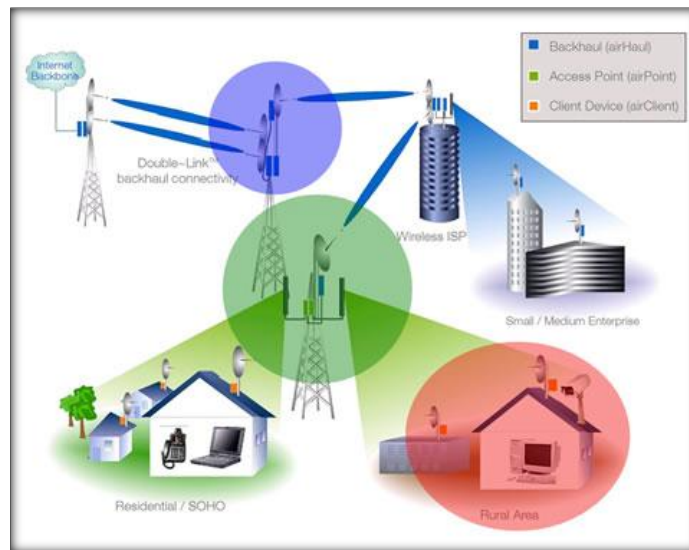 Internet
Backbone
Backhaul (airHaul)
Access Point (airPoint)
Client Device (airClient)
Double-Link™
backhaul connectivity
Wireless ISP
Small / Medium Enterprise
Residential / SOHO
Rural Area